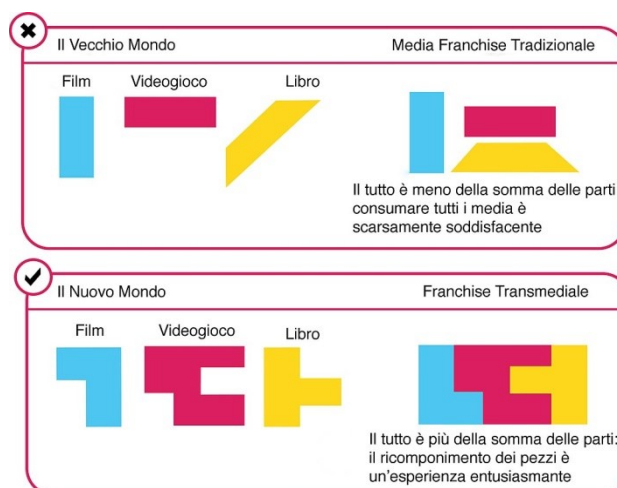 Il Vecchio Mondo
Media Franchise Tradizionale
Film
Videogioco
Libro
Il tutto è meno della somma delle parti
consumare tutti i media è
scarsamente soddisfacente
Il Nuovo Mondo
Franchise Transmediale
Film
Videogioco
Libro
Il tutto è più della somma delle parti:
il ricomponimento dei pezzi è
un'esperienza entusiasmante